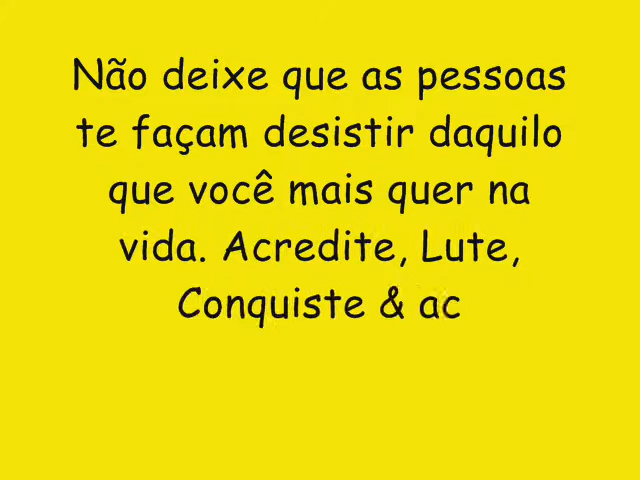 Não deixe que as pessoas
te façam desistir daquilo
que você mais quer na
vida. Acredite, Lute,
Conquiste & ac